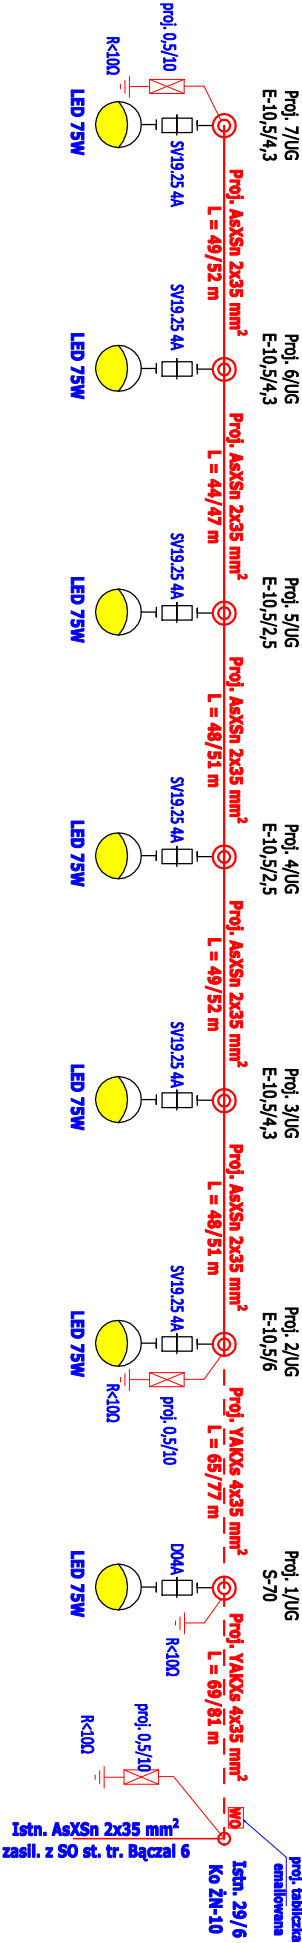 Proj. 7/UG
E-10,5/4,3
proj. 0,5/10
R<10Ω
SV19.25 4A
LED 75W
Proj. AsXSn 2x35 mm²
L = 49/52 m
Proj. 6/UG
E-10,5/4,3
SV19.25 4A
LED 75W
Proj. AsXSn 2x35 mm²
L = 44/47 m
Proj. 5/UG
E-10,5/2,5
SV19.25 4A
LED 75W
Proj. AsXSn 2x35 mm²
L = 48/51 m
Proj. 4/UG
E-10,5/2,5
SV19.25 4A
LED 75W
Proj. AsXSn 2x35 mm²
L = 49/52 m
Proj. 3/UG
E-10,5/4,3
SV19.25 4A
LED 75W
Proj. AsXSn 2x35 mm²
L = 48/51 m
Proj. 2/UG
E-10,5/6
SV19.25 4A
LED 75W
proj. 0,5/10
R<10Ω
Proj. YAKXs 4x35 mm²
L = 65/77 m
Proj. 1/UG
S-70
D04A
LED 75W
R<10Ω
Proj. YAKXs 4x35 mm²
L = 69/81 m
proj. 0,5/10
R<10Ω
WO
proj. tabliczka
emaliowana
Istn. 29/6
Ko ŻN-10
Istn. AsXSn 2x35 mm²
zasil. z SO st. tr. Bączal 6